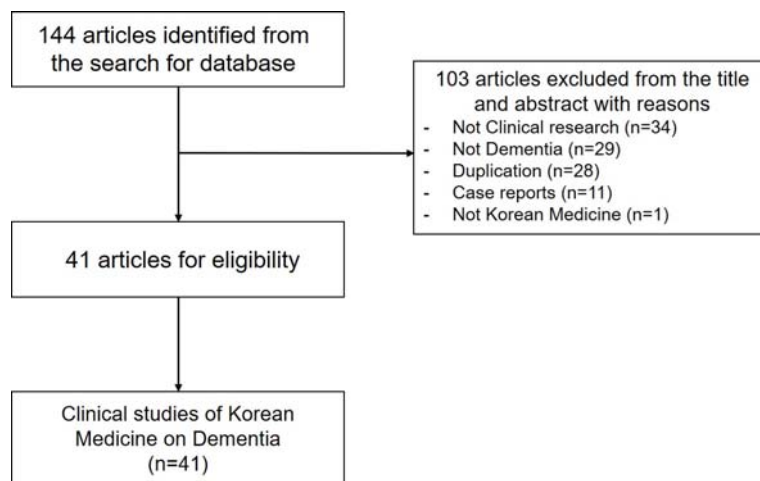 144 articles identified from
the search for database
103 articles excluded from the title
and abstract with reasons
- Not Clinical research (n=34)
- Not Dementia (n=29)
- Duplication (n=28)
- Case reports (n=11)
- Not Korean Medicine (n=1)
41 articles for eligibility
Clinical studies of Korean
Medicine on Dementia
(n=41)